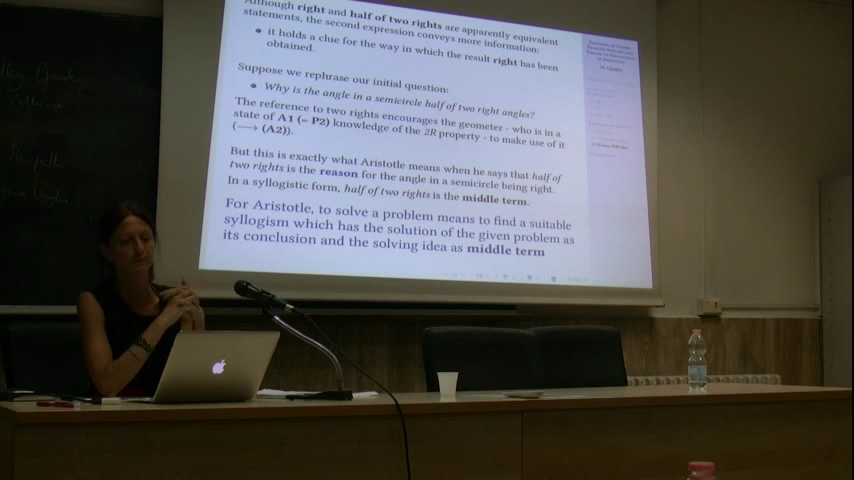 Although right and half of two rights are apparently equivalent
statements, the second expression conveys more information:
• it holds a clue for the way in which the result right has been
obtained.
Suppose we rephrase our initial question:
• Why is the angle in a semicircle half of two right angles?
The reference to two rights encourages the geometer - who is in a
state of A1 (= P2) knowledge of the 2R property - to make use of it
(⟶ (A2)).
But this is exactly what Aristotle means when he says that half of
two rights is the reason for the angle in a semicircle being right.
In a syllogistic form, half of two rights is the middle term.
For Aristotle, to solve a problem means to find a suitable
syllogism which has the solution of the given problem as
its conclusion and the solving idea as middle term